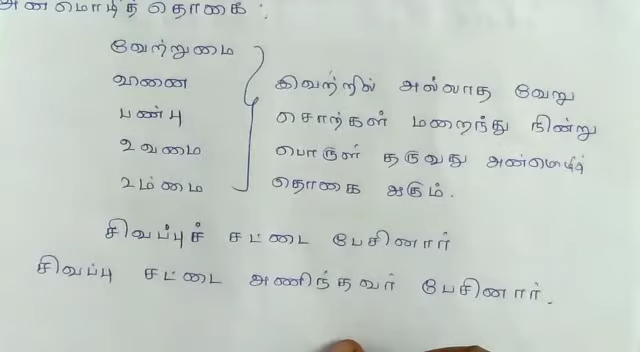 அன்மொழித் தொகை :
வேற்றுமை
வினை
பண்பு
உவமை
உம்மை
இவற்றில் அல்லாத வேறு
சொற்கள் மறைந்து நின்று
பொருள் தருவது அன்மொழித்
தொகை ஆகும்.
சிவப்புச் சட்டை பேசினார்
சிவப்பு சட்டை அணிந்தவர் பேசினார்.